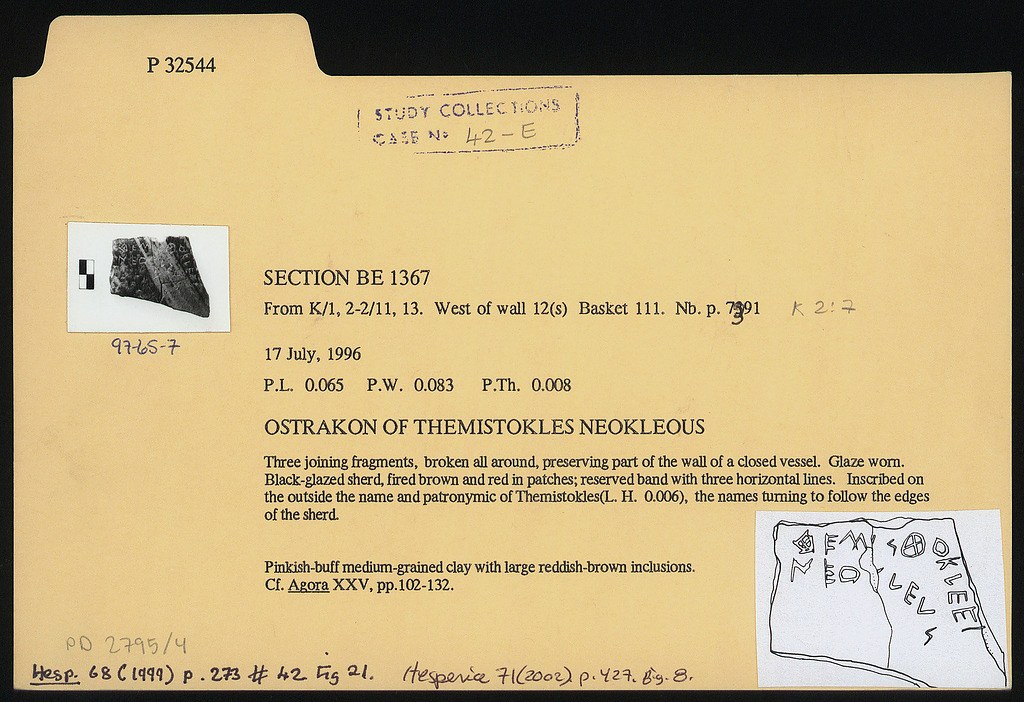 P 32544
STUDY COLLECTIONS
CASE Nº 42-E
SECTION BE 1367
From K/1, 2-2/11, 13. West of wall 12(s) Basket 111. Nb. p. 7391 K 2:7
97-65-7
17 July, 1996
P.L. 0.065 P.W. 0.083 P.Th. 0.008
OSTRAKON OF THEMISTOKLES NEOKLEOUS
Three joining fragments, broken all around, preserving part of the wall of a closed vessel. Glaze worn.
Black-glazed sherd, fired brown and red in patches; reserved band with three horizontal lines. Inscribed on
the outside the name and patronymic of Themistokles(L. H. 0.006), the names turning to follow the edges
of the sherd.
Pinkish-buff medium-grained clay with large reddish-brown inclusions.
Cf. Agora XXV, pp.102-132.
PD 2795/4
Hesp. 68 (1999) p. 273 # 42 Fig 21. Hesperia 71(2002) p. 427. fig. 8.